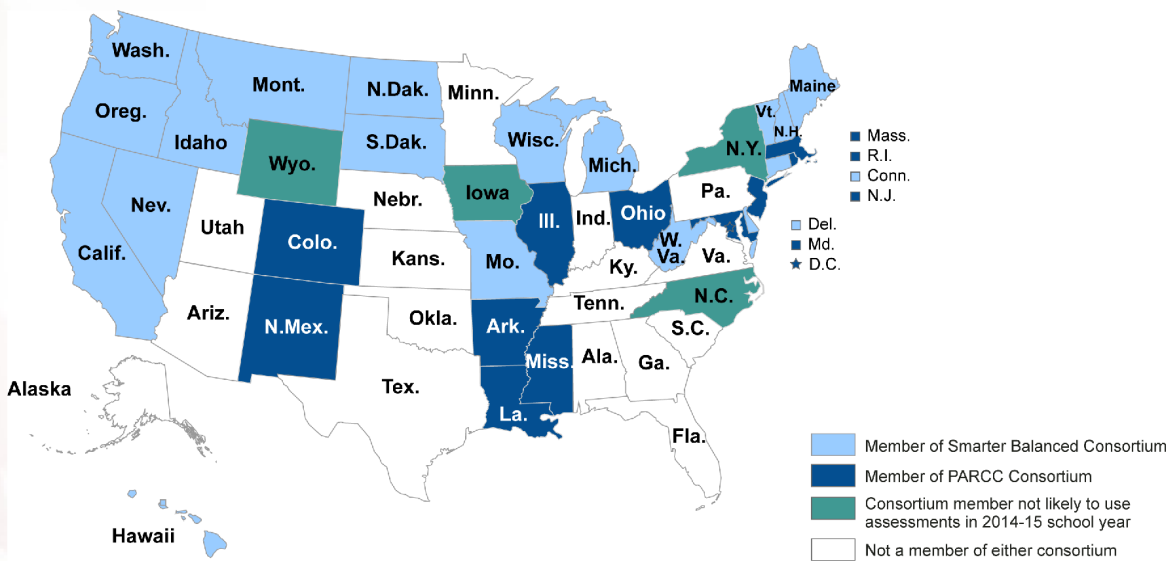 Wash.
Mont.
N.Dak.
Minn.
Oreg.
Idaho
S.Dak.
Wisc.
Mich.
Vt.
Maine
N.H.
N.Y.
Wyo.
Iowa
Nebr.
Nev.
Utah
Colo.
Calif.
Kans.
Mo.
Ill.
Ind.
Ohio
Pa.
W.
Va.
Va.
Ky.
Ariz.
N.Mex.
Okla.
Ark.
Tenn.
N.C.
S.C.
Miss.
Ala.
Ga.
Tex.
La.
Fla.
Alaska
Hawaii
Mass.
R.I.
Conn.
N.J.
Del.
Md.
D.C.
Member of Smarter Balanced Consortium
Member of PARCC Consortium
Consortium member not likely to use
assessments in 2014-15 school year
Not a member of either consortium